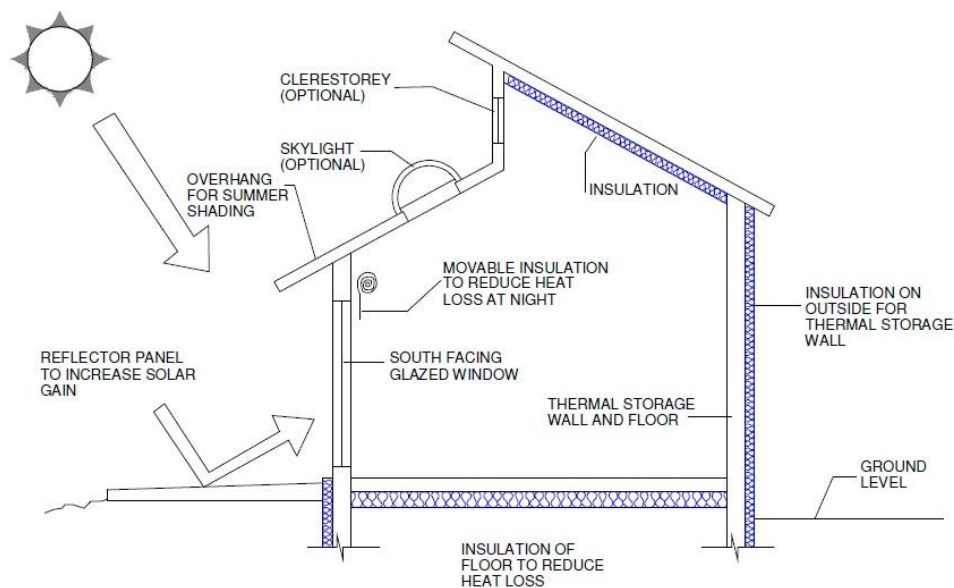 CLERESTOREY
(OPTIONAL)
SKYLIGHT
(OPTIONAL)
OVERHANG
FOR SUMMER
SHADING
INSULATION
MOVABLE INSULATION
TO REDUCE HEAT
LOSS AT NIGHT
INSULATION ON
OUTSIDE FOR
THERMAL STORAGE
WALL
REFLECTOR PANEL
TO INCREASE SOLAR
GAIN
SOUTH FACING
GLAZED WINDOW
THERMAL STORAGE
WALL AND FLOOR
GROUND
LEVEL
INSULATION OF
FLOOR TO REDUCE
HEAT LOSS